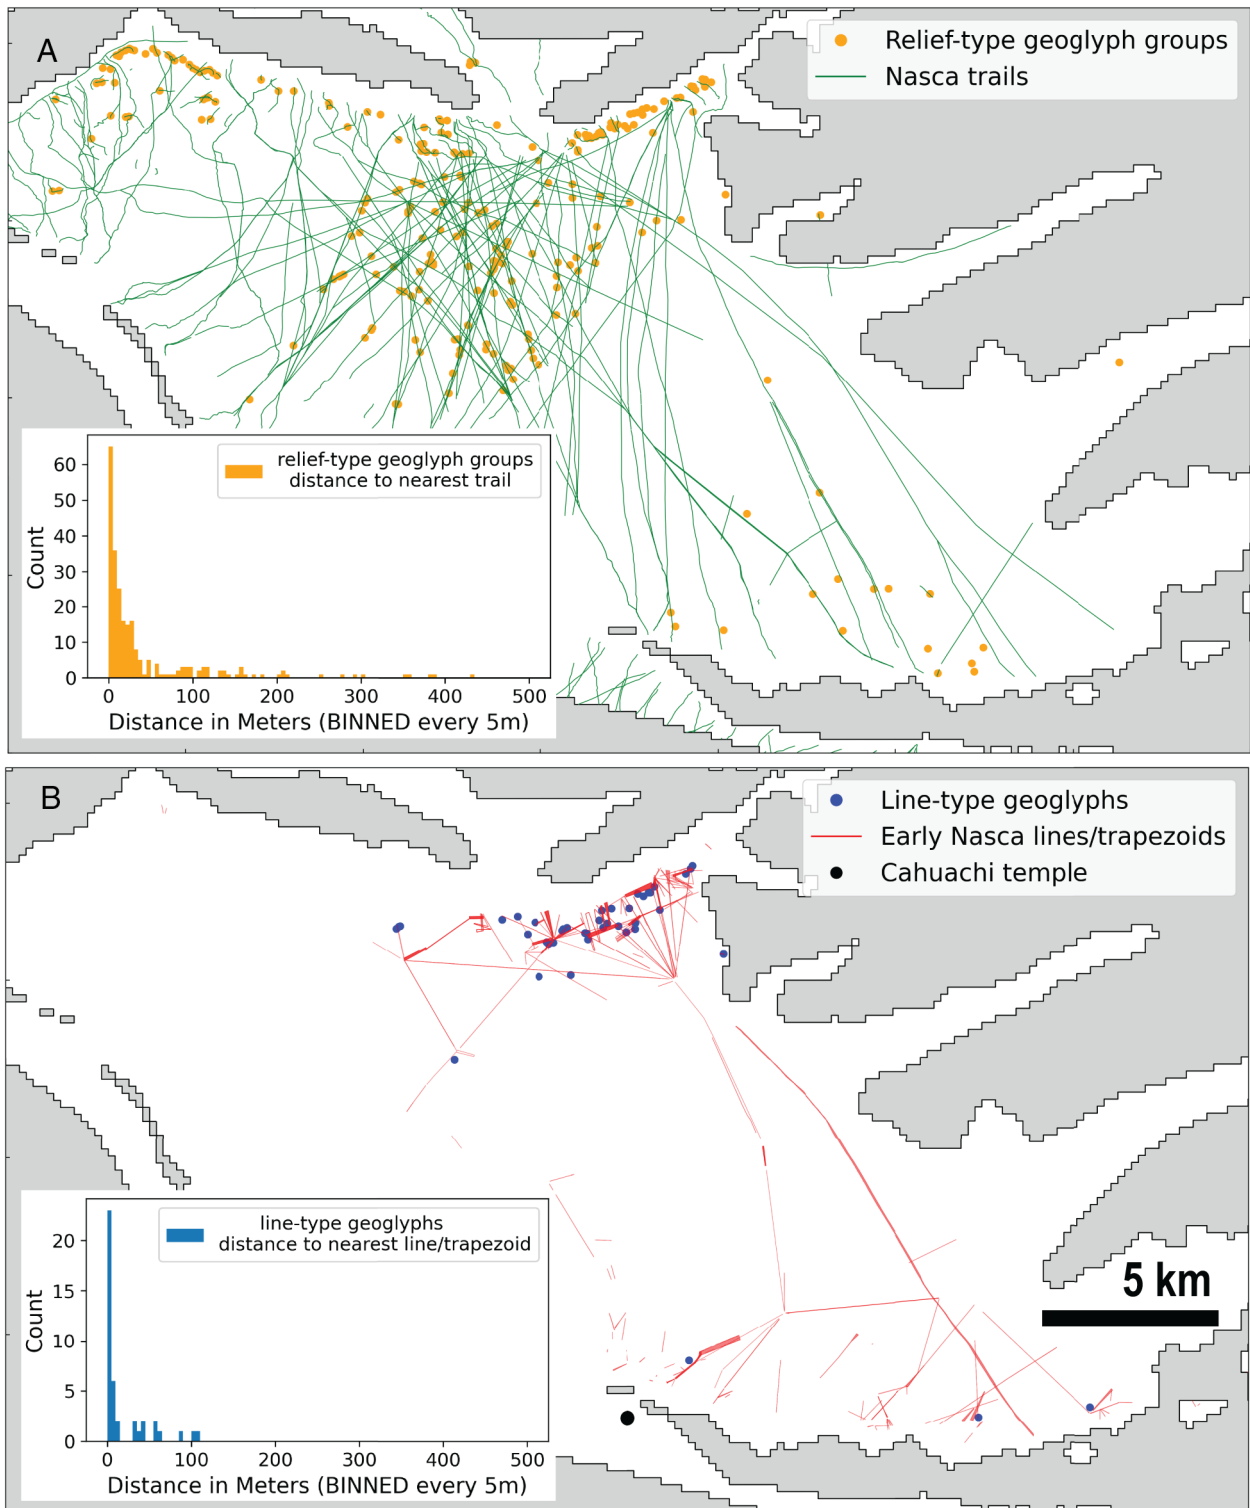 A
Relief-type geoglyph groups
Nasca trails
relief-type geoglyph groups
distance to nearest trail
60
50
40
30
20
10
0
Count
0 100 200 300 400 500
Distance in Meters (BINNED every 5m)
B
Line-type geoglyphs
Early Nasca lines/trapezoids
Cahuachi temple
line-type geoglyphs
distance to nearest line/trapezoid
20
15
10
5
0
Count
0 100 200 300 400 500
Distance in Meters (BINNED every 5m)
5 km